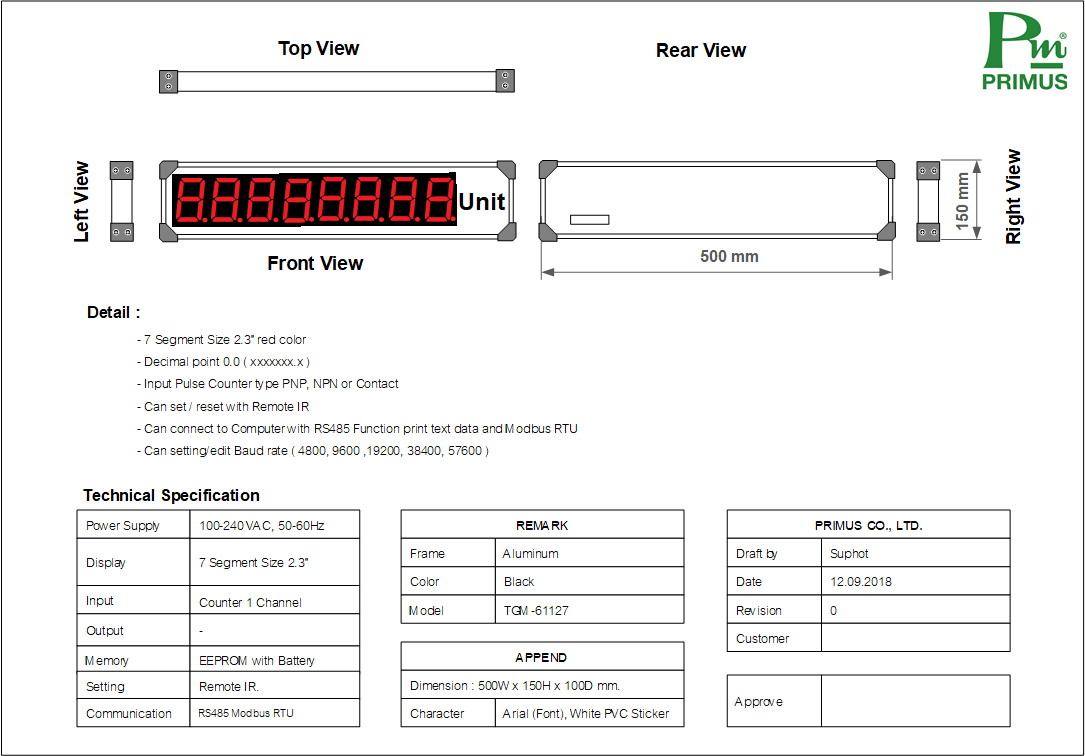 Top View
Rear View
Pm®
PRIMUS
Left View
8.8.8.8.8.8.8.8.
Unit
150 mm
Right View
Front View
500 mm
Detail :
- 7 Segment Size 2.3" red color
- Decimal point 0.0 ( xxxxxxx.x )
- Input Pulse Counter type PNP, NPN or Contact
- Can set / reset with Remote IR
- Can connect to Computer with RS485 Function print text data and Modbus RTU
- Can setting/edit Baud rate ( 4800, 9600 ,19200, 38400, 57600 )
Technical Specification
Power Supply 100-240 VAC, 50-60Hz
Display 7 Segment Size 2.3"
Input Counter 1 Channel
Output -
Memory EEPROM with Battery
Setting Remote IR.
Communication RS485 Modbus RTU
REMARK
Frame Aluminum
Color Black
Model TGM-61127
APPEND
Dimension : 500W x 150H x 100D mm.
Character Arial (Font), White PVC Sticker
PRIMUS CO., LTD.
Draft by Suphot
Date 12.09.2018
Revision 0
Customer
Approve